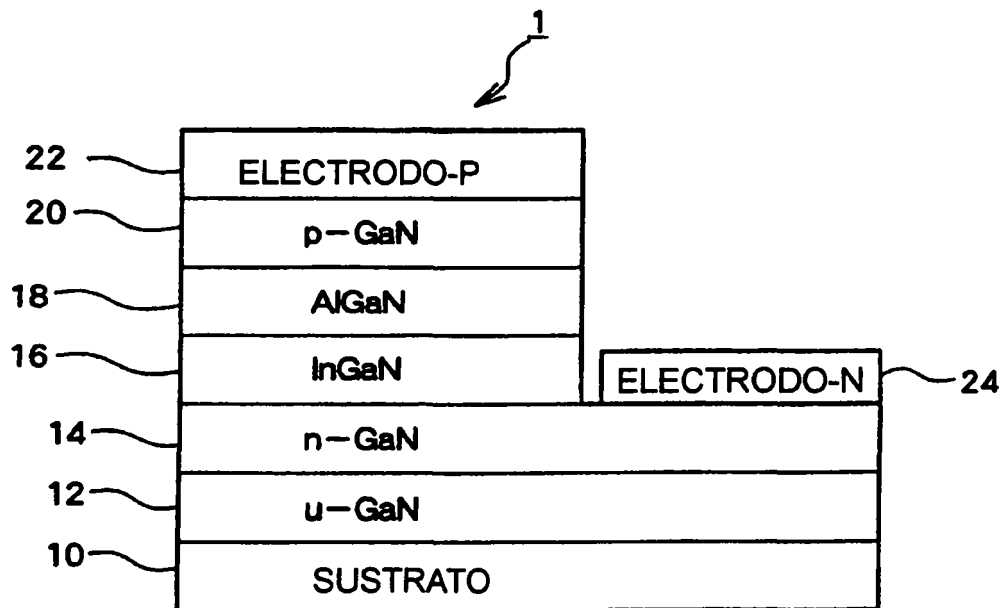 1
22 ELECTRODO-P
20 p-GaN
18 AlGaN
16 InGaN
ELECTRODO-N 24
14 n-GaN
12 u-GaN
10 SUSTRATO